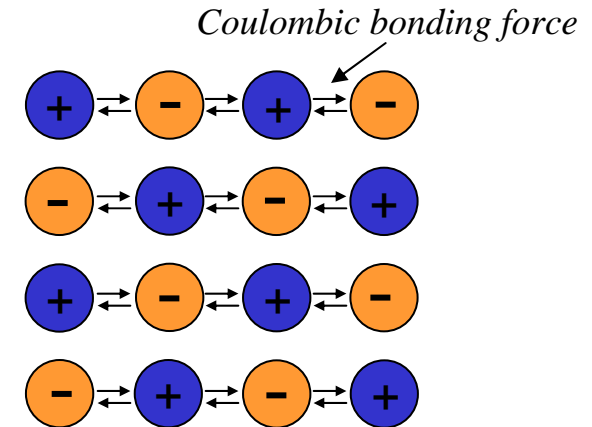 Coulombic bonding force
+ - + -
- + - +
+ - + -
- + - +